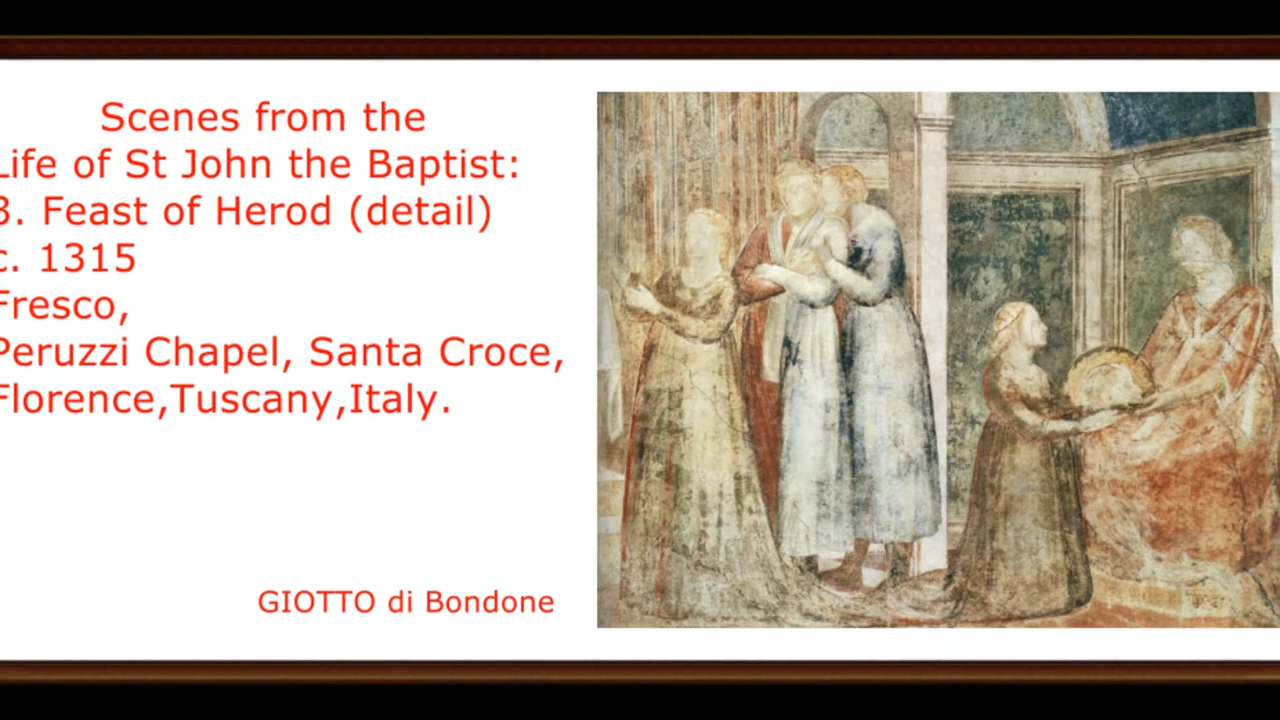 Scenes from the
Life of St John the Baptist:
3. Feast of Herod (detail)
c. 1315
Fresco,
Peruzzi Chapel, Santa Croce,
Florence,Tuscany,Italy.
GIOTTO di Bondone